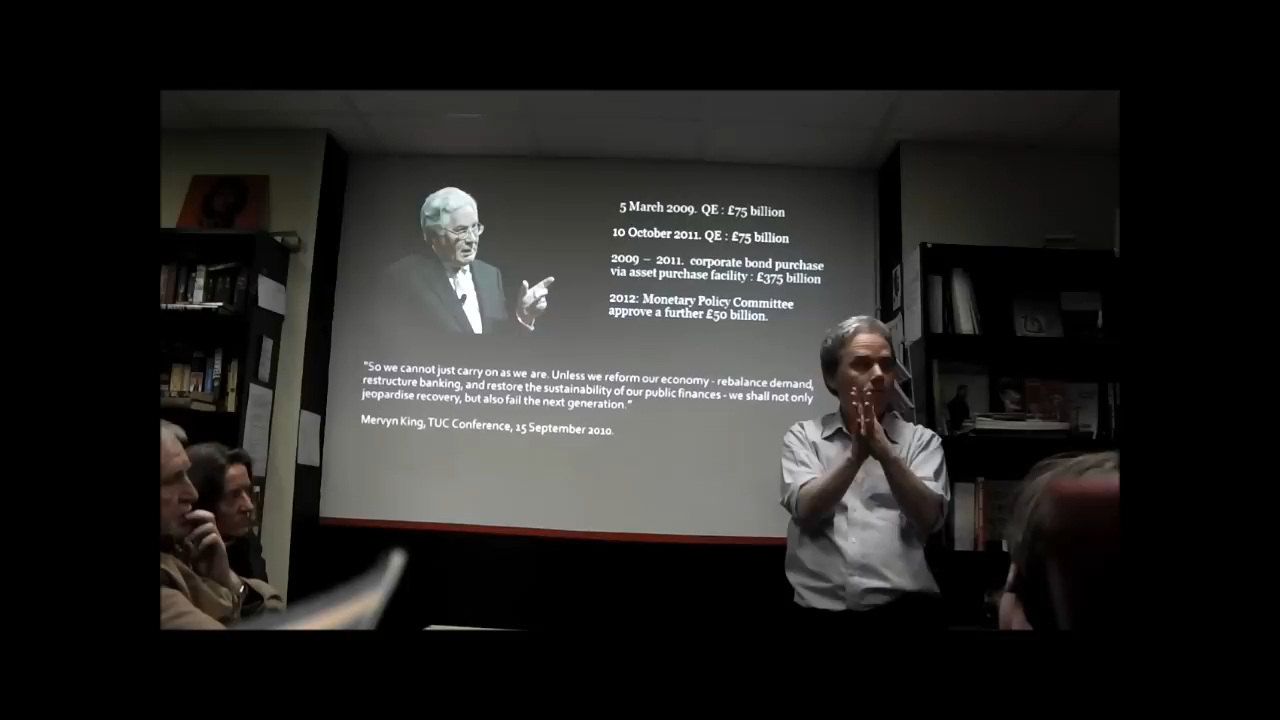 5 March 2009. QE : £75 billion
10 October 2011. QE : £75 billion
2009 – 2011. corporate bond purchase
via asset purchase facility : £375 billion
2012: Monetary Policy Committee
approve a further £50 billion.
"So we cannot just carry on as we are. Unless we reform our economy - rebalance demand,
restructure banking, and restore the sustainability of our public finances - we shall not only
jeopardise recovery, but also fail the next generation."
Mervyn King, TUC Conference, 15 September 2010.